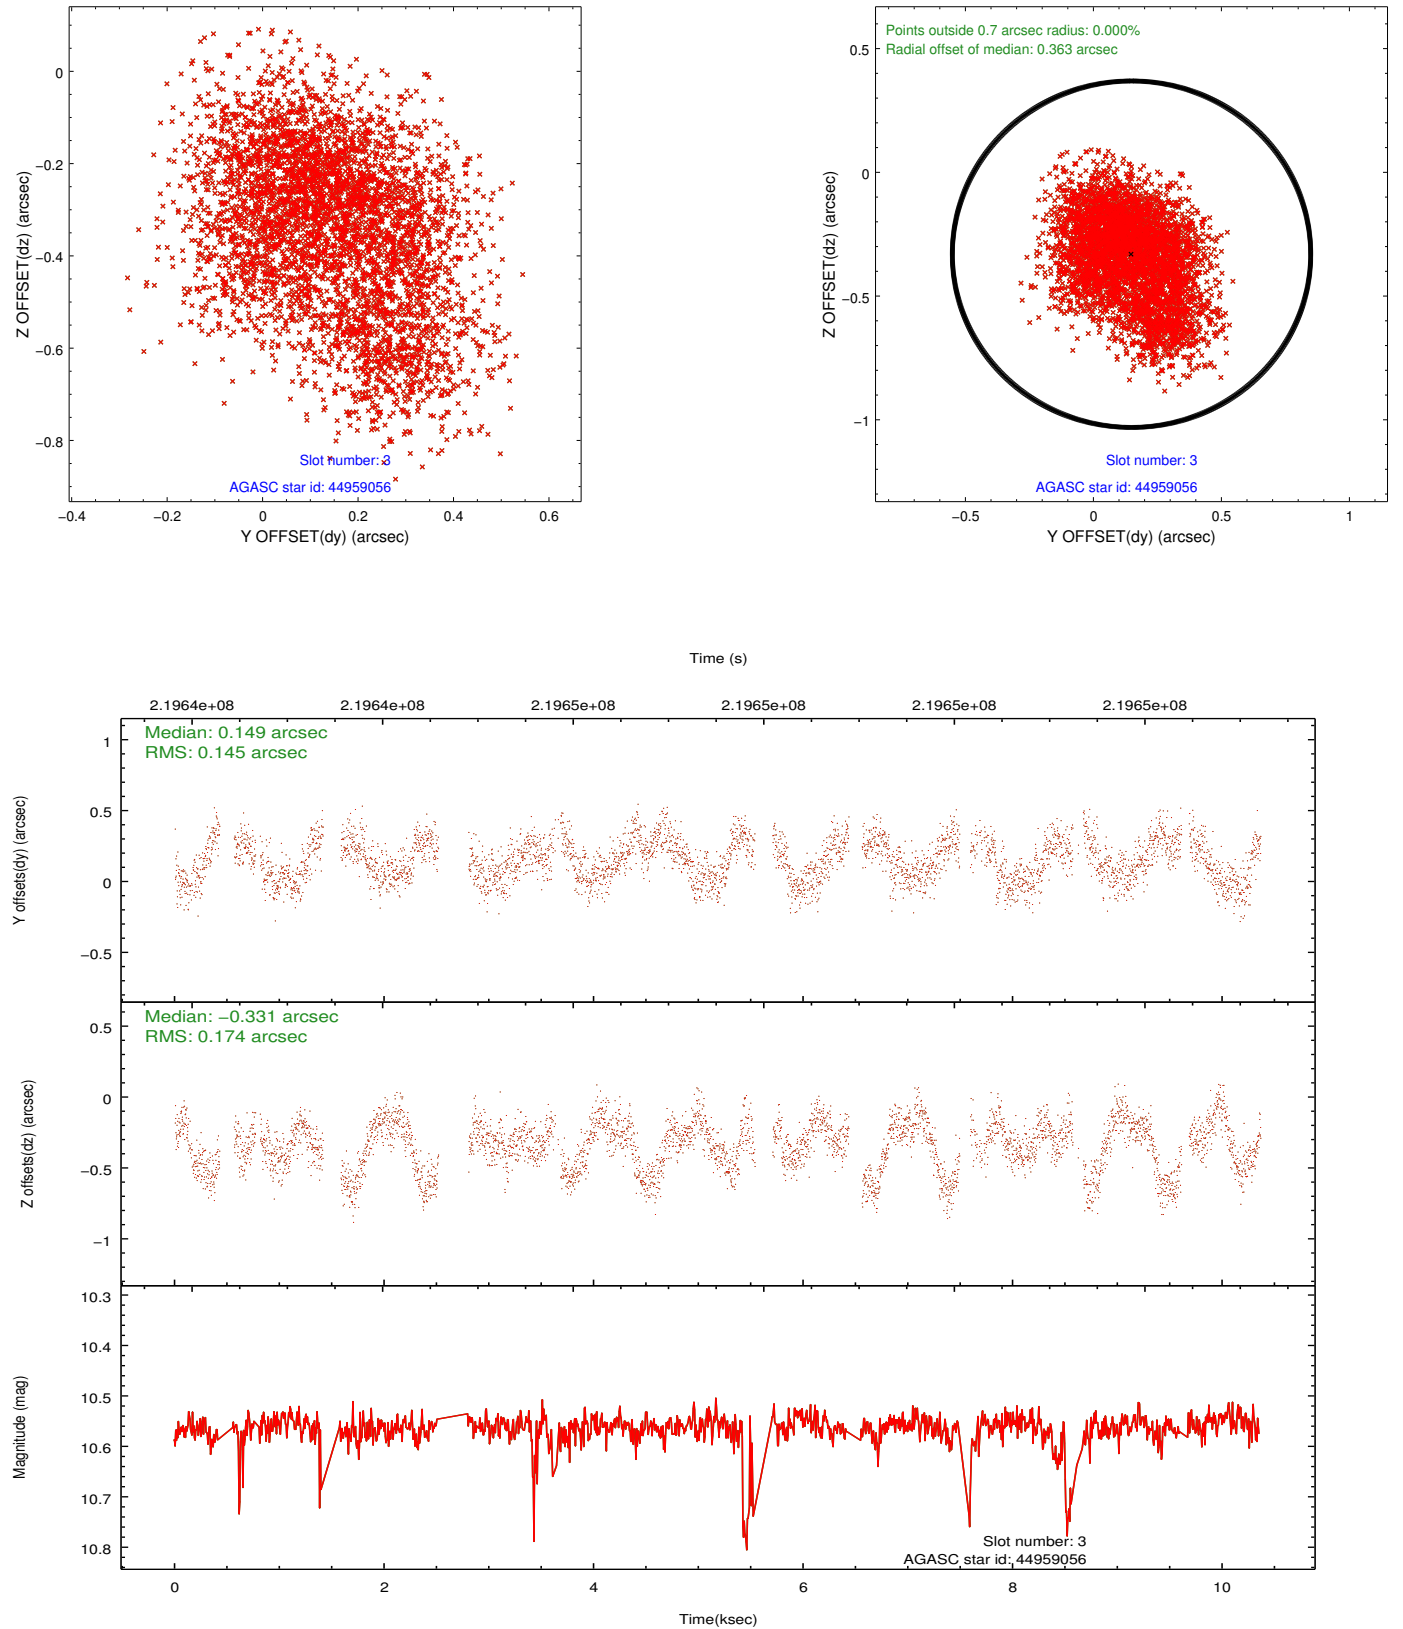 0
−0.2
−0.4
−0.6
−0.8
Z OFFSET(dz) (arcsec)
Slot number: 3
AGASC star id: 44959056
−0.4 −0.2 0 0.2 0.4 0.6
Y OFFSET(dy) (arcsec)
Points outside 0.7 arcsec radius: 0.000%
Radial offset of median: 0.363 arcsec
0.5
0
−0.5
−1
Z OFFSET(dz) (arcsec)
Slot number: 3
AGASC star id: 44959056
−0.5 0 0.5 1
Y OFFSET(dy) (arcsec)
Time (s)
2.1964e+08 2.1964e+08 2.1965e+08 2.1965e+08 2.1965e+08 2.1965e+08
Median: 0.149 arcsec
RMS: 0.145 arcsec
1
0.5
0
−0.5
Y offsets(dy) (arcsec)
Median: −0.331 arcsec
RMS: 0.174 arcsec
0.5
0
−0.5
−1
Z offsets(dz) (arcsec)
10.3
10.4
10.5
10.6
10.7
10.8
Magnitude (mag)
Slot number: 3
AGASC star id: 44959056
0 2 4 6 8 10
Time(ksec)